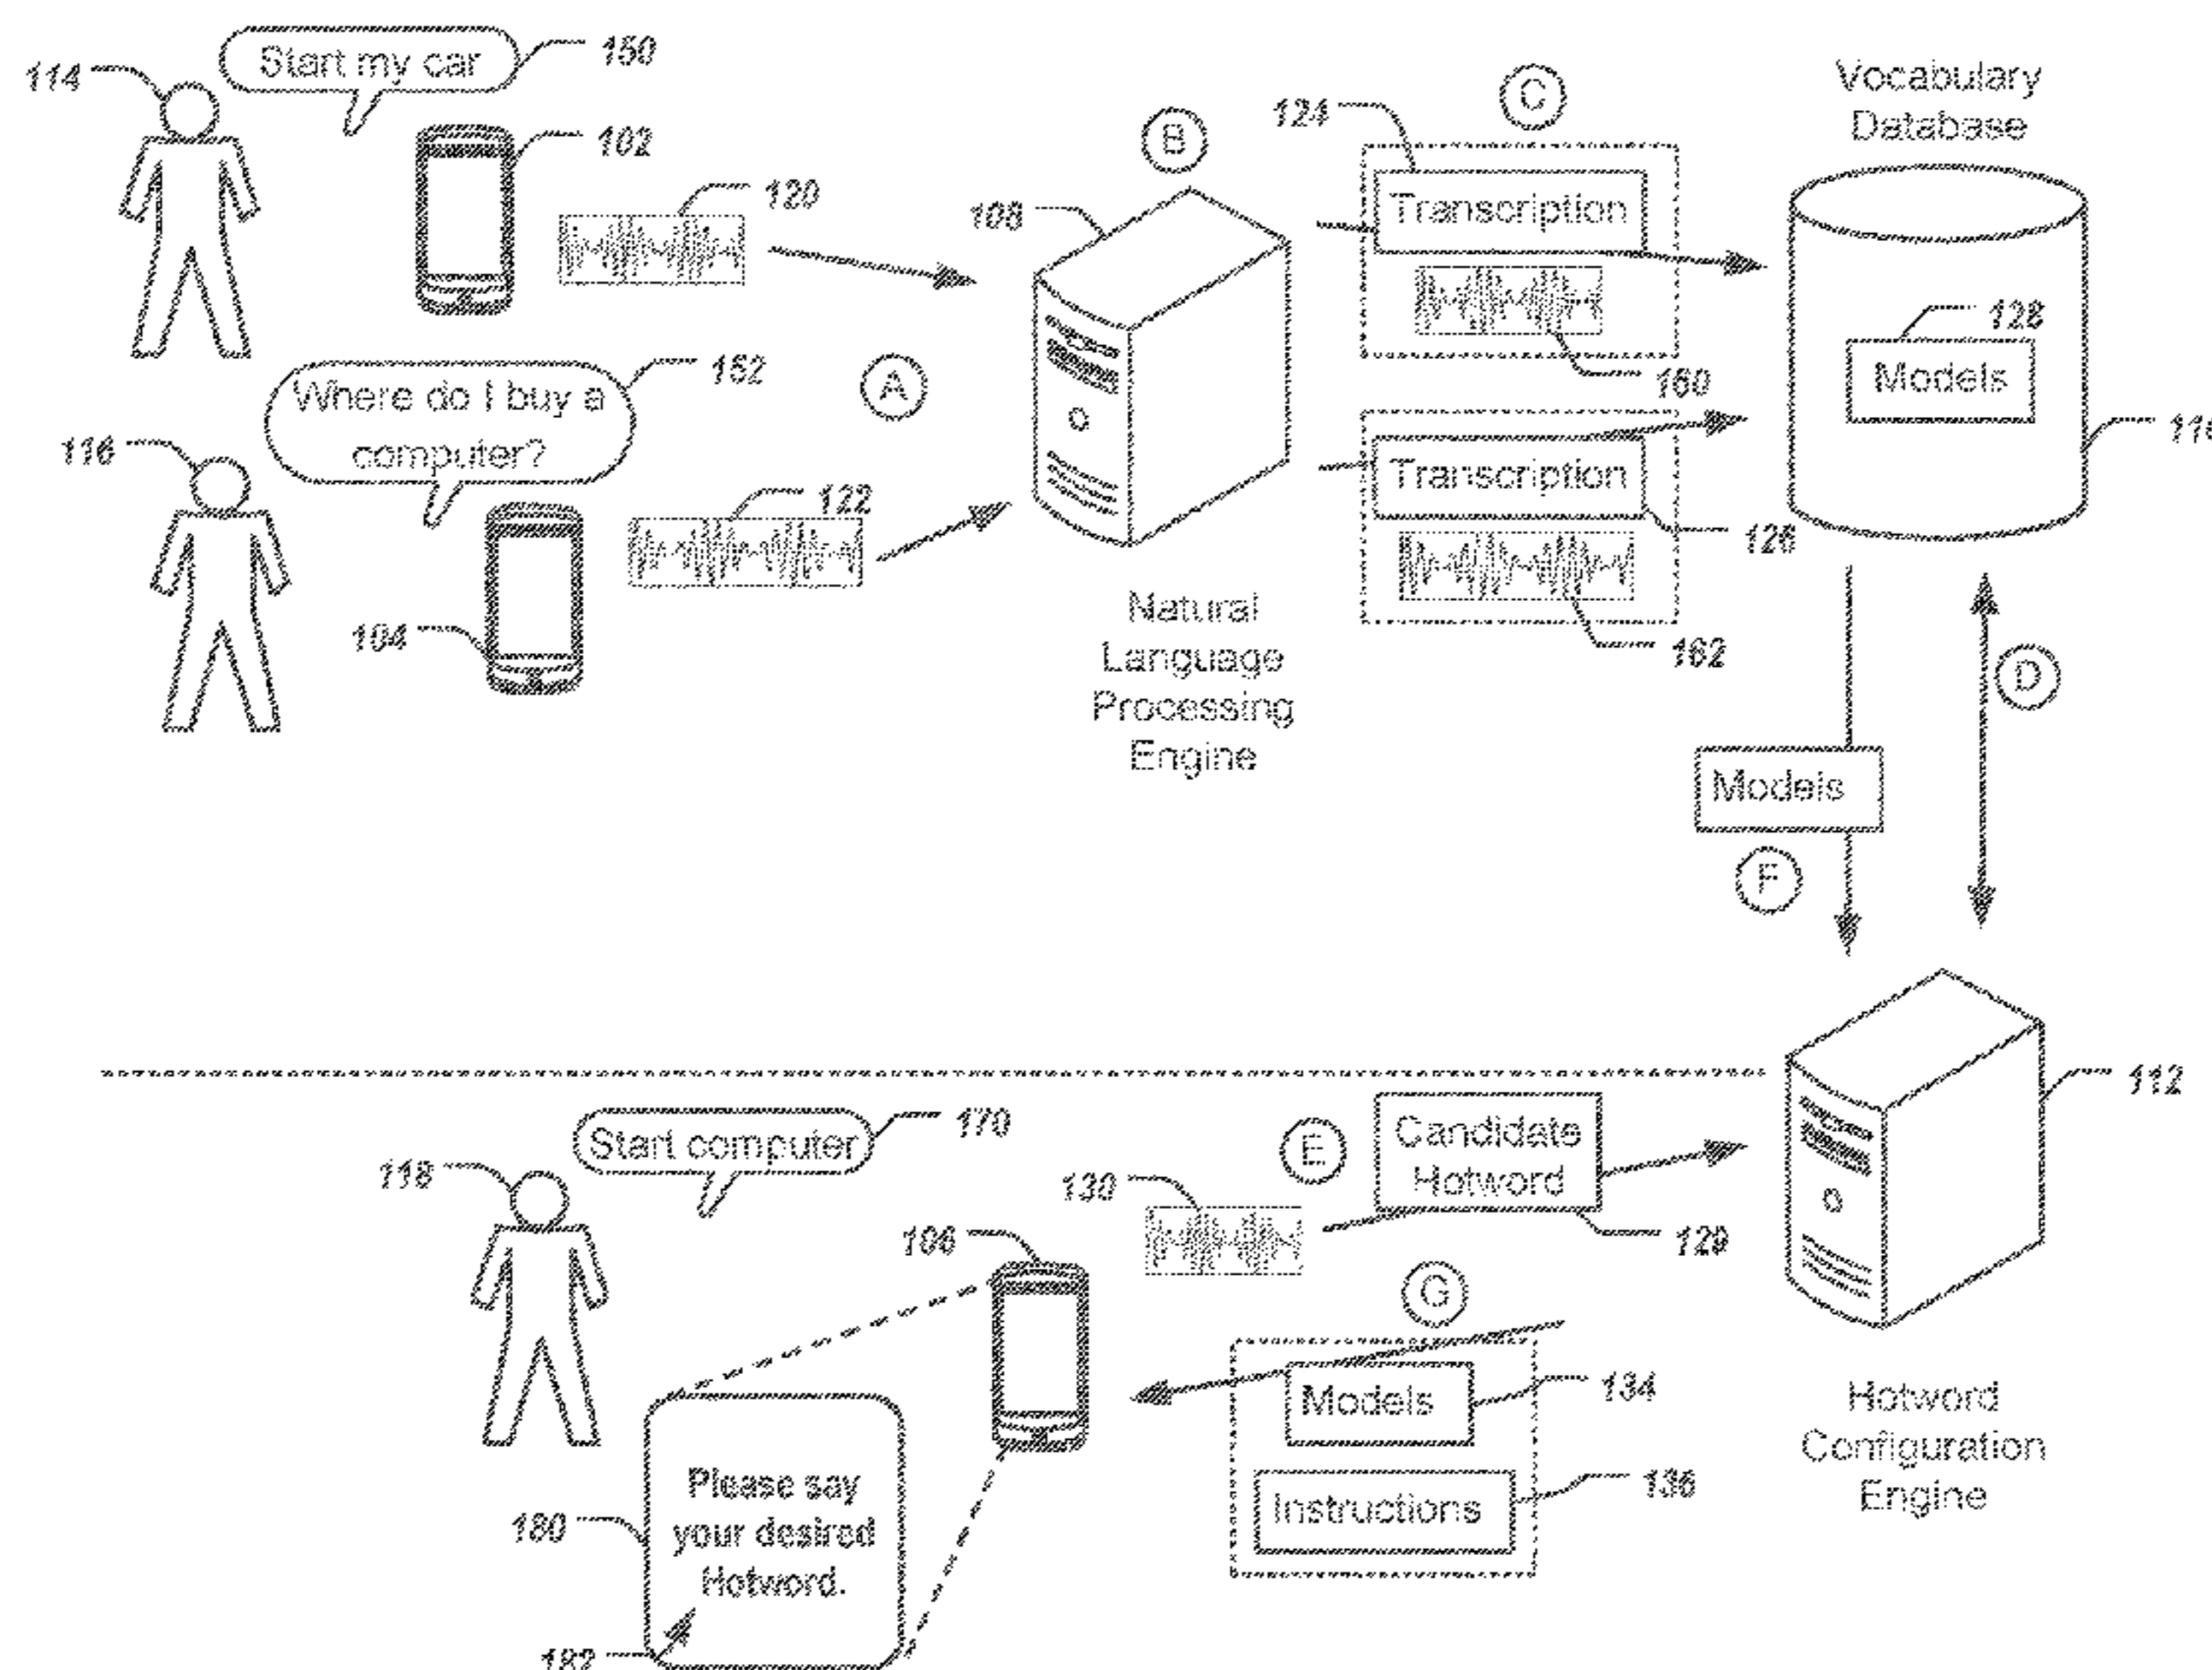 114
Start my car
150
102
120
116
Where do I buy a
computer?
152
104
122
A
B
108
Natural
Language
Processing
Engine
C
124
Transcription
160
Transcription
126
162
Vocabulary
Database
128
Models
D
Models
F
118
Start computer
170
106
130
E
Candidate
Hotword
129
112
G
Models
134
Instructions
136
Hotword
Configuration
Engine
180
Please say
your desired
Hotword.
182